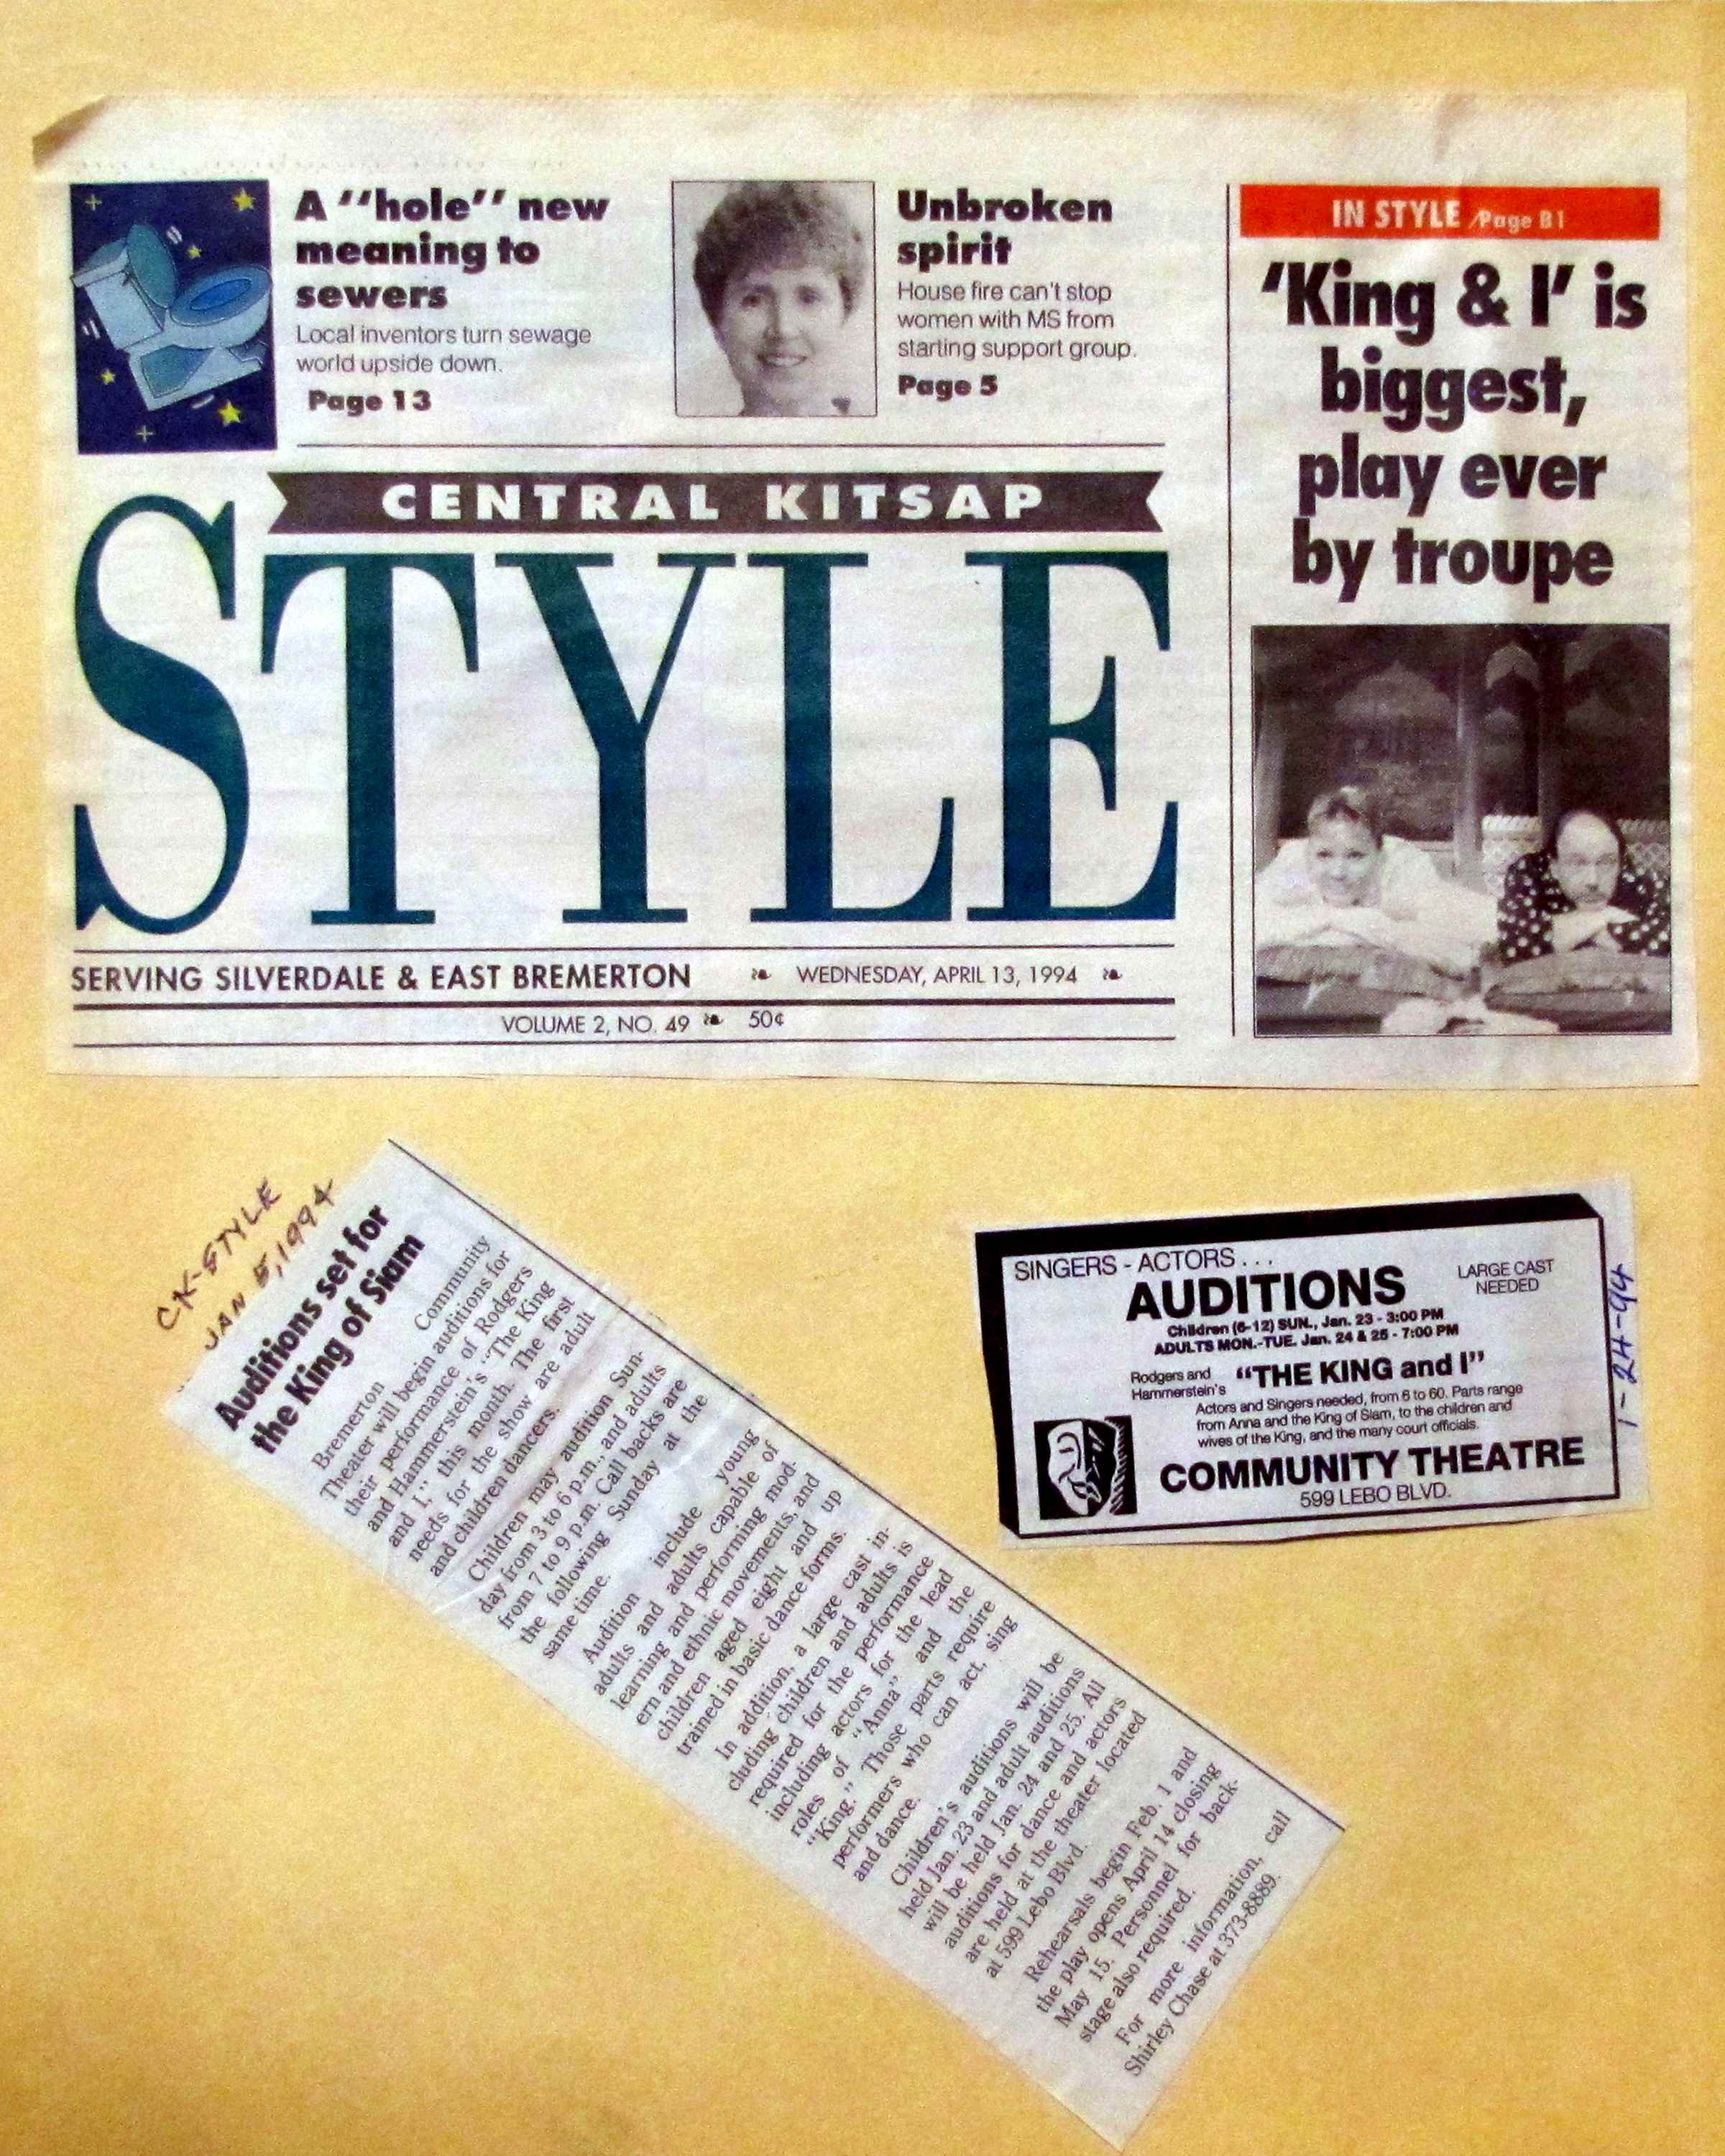 A "hole" new
meaning to
sewers
Local inventors turn sewage
world upside down.
Page 13
Unbroken
spirit
House fire can't stop
women with MS from
starting support group.
Page 5
IN STYLE /Page B1
'King & I' is
biggest,
play ever
by troupe
CENTRAL KITSAP
STYLE
SERVING SILVERDALE & EAST BREMERTON
WEDNESDAY, APRIL 13, 1994
VOLUME 2, NO. 49
50¢
CK-STYLE
JAN 5, 1994
Auditions set for
the King of Siam
Bremerton Community
Theater will begin auditions for
their performance of Rodgers
and Hammerstein's "The King
and I," this month. The first
needs for the show are adult
and children dancers.
Children may audition Sun-
day from 3 to 6 p.m., and adults
from 7 to 9 p.m. Call backs are
the following Sunday at the
same time.
Audition include young
adults and adults capable of
learning and performing mod-
ern and ethnic movements, and
children aged eight and up
trained in basic dance forms.
In addition, a large cast in-
cluding children and adults is
required for the performance
including actors for the lead
roles of "Anna" and the
"King." Those parts require
performers who can act, sing
and dance.
Children's auditions will be
held Jan. 23 and adult auditions
will be held Jan. 24 and 25. All
auditions for dance and actors
are held at the theater located
at 599 Lebo Blvd.
Rehearsals begin Feb. 1 and
the play opens April 14 closing
May 15. Personnel for back-
stage also required.
For more information, call
Shirley Chase at 373-8889.
SINGERS - ACTORS . . .
AUDITIONS
LARGE CAST
NEEDED
Children (6-12) SUN., Jan. 23 - 3:00 PM
ADULTS MON.-TUE. Jan. 24 & 25 - 7:00 PM
Rodgers and
Hammerstein's
"THE KING and I"
Actors and Singers needed, from 6 to 60. Parts range
from Anna and the King of Siam, to the children and
wives of the King, and the many court officials.
COMMUNITY THEATRE
599 LEBO BLVD.
1-24-94